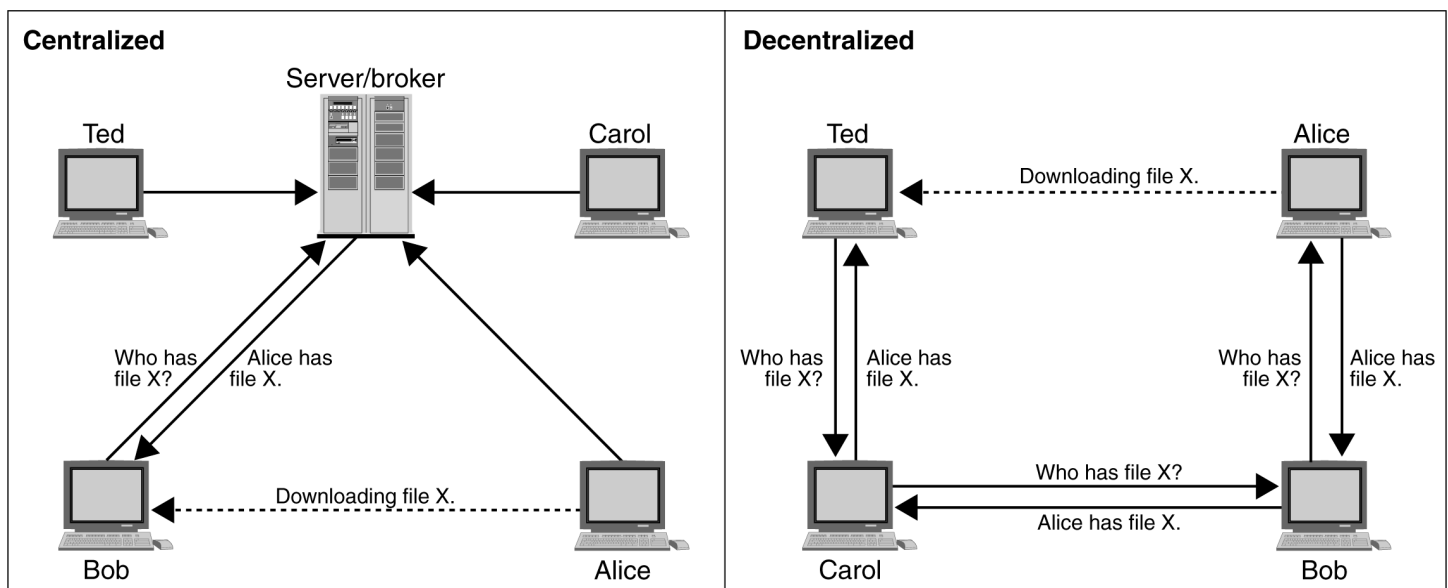 Centralized
Server/broker
Ted
Carol
Who has
file X?
Alice has
file X.
Downloading file X.
Bob
Alice
Decentralized
Ted
Alice
Downloading file X.
Who has
file X?
Alice has
file X.
Who has
file X?
Alice has
file X.
Who has file X?
Alice has file X.
Carol
Bob